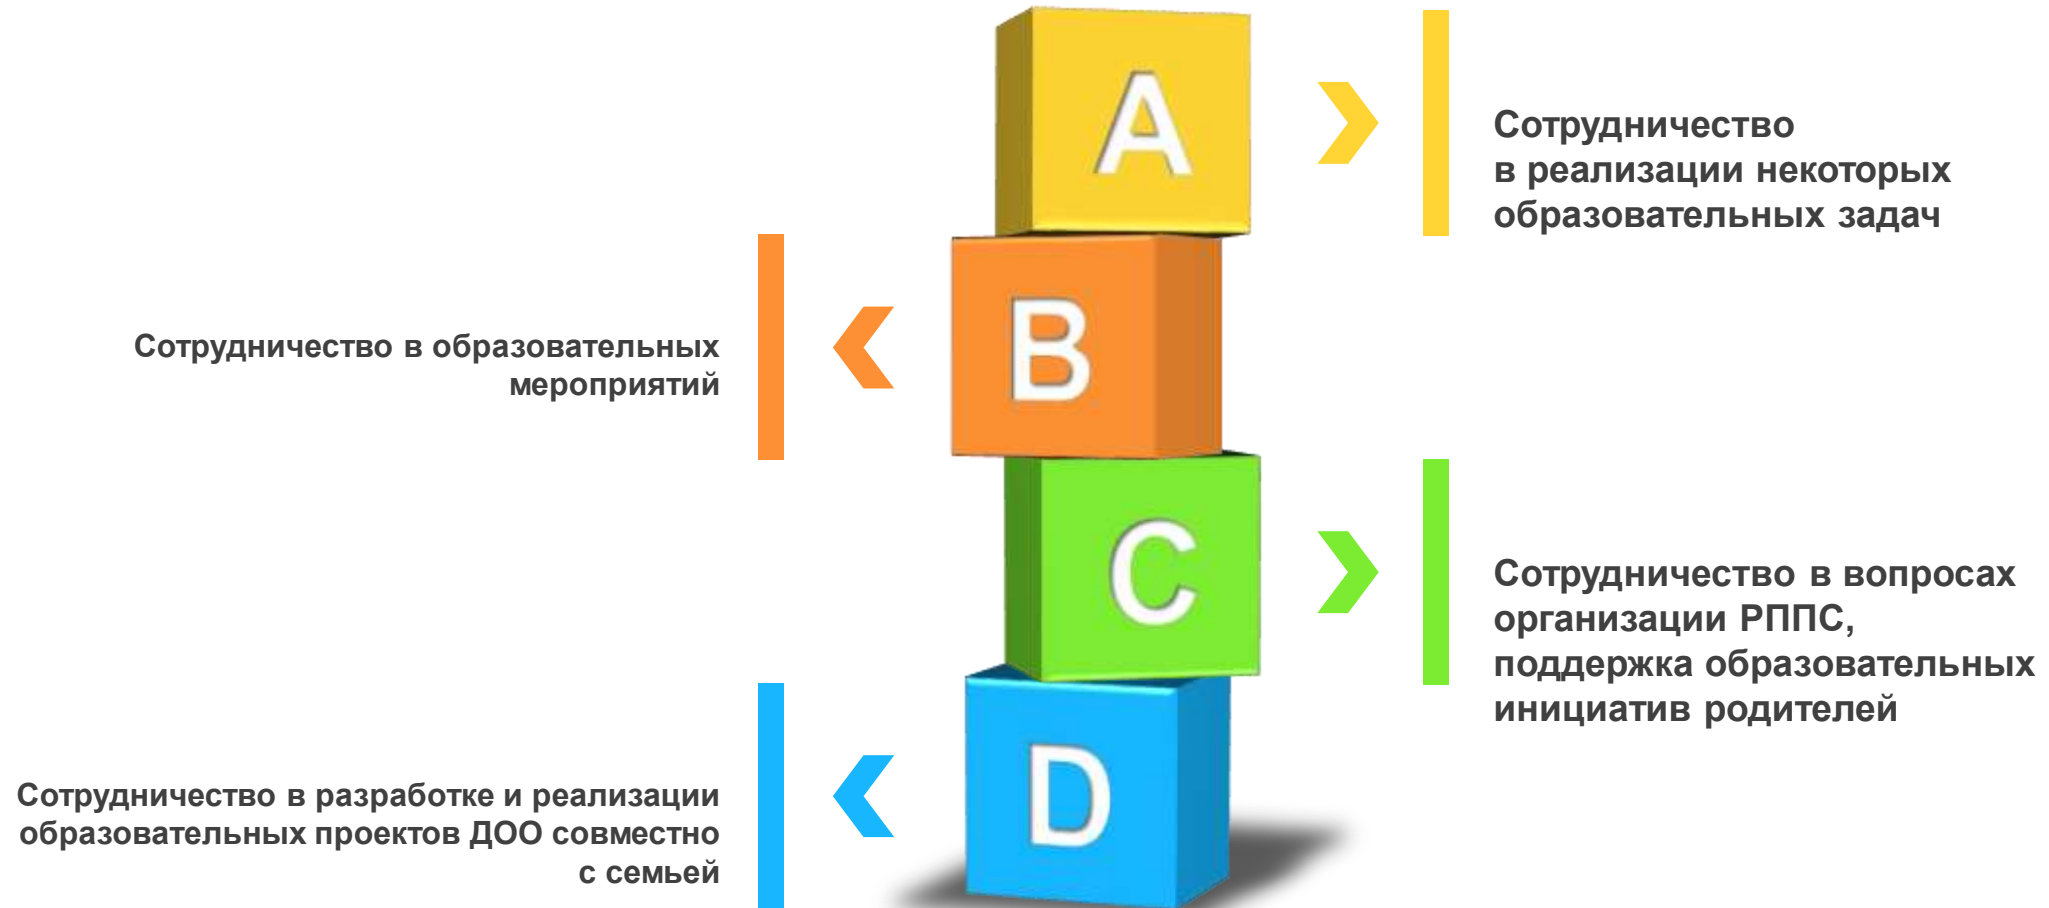 A
Сотрудничество
в реализации некоторых
образовательных задач
B
Сотрудничество в образовательных
мероприятий
C
Сотрудничество в вопросах
организации РППС,
поддержка образовательных
инициатив родителей
D
Сотрудничество в разработке и реализации
образовательных проектов ДОО совместно
с семьей